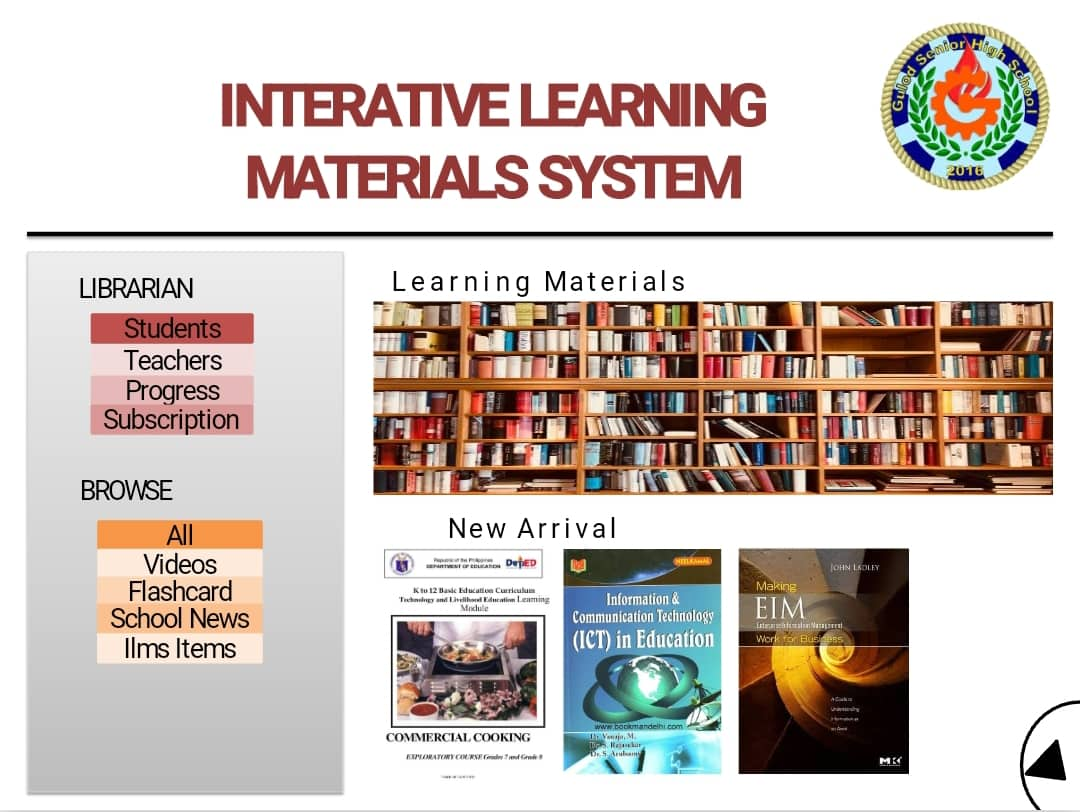 INTERATIVE LEARNING
MATERIALS SYSTEM
Gulod Senior High School
2016
LIBRARIAN
Students
Teachers
Progress
Subscription
BROWSE
All
Videos
Flashcard
School News
Ilms Items
Learning Materials
New Arrival
Republic of the Philippines
DEPARTMENT OF EDUCATION
DepED
K to 12 Basic Education Curriculum
Technology and Livelihood Education Learning
Module
COMMERCIAL COOKING
EXPLORATORY COURSE Grades 7 and Grade 8
NEELKAMAL
Information &
Communication Technology
(ICT) in Education
www.bookmandelhi.com
Dr. Vanaja, M.
Dr. S. Rajasekar
Dr. S. Arulsamy
JOHN LADLEY
Making
EIM
Enterprise Information Management
Work for Business
A Guide to
Understanding
Information as
an Asset
MK